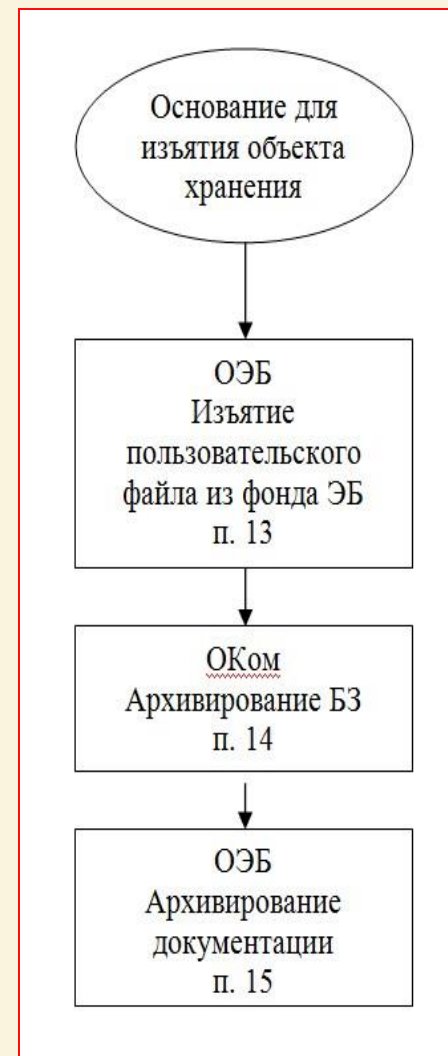 Основание для
изъятия объекта
хранения
ОЭБ
Изъятие
пользовательского
файла из фонда ЭБ
п. 13
ОКом
Архивирование БЗ
п. 14
ОЭБ
Архивирование
документации
п. 15